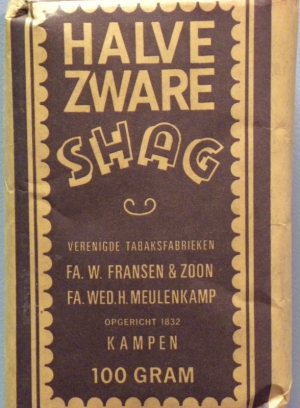 HALVE
ZWARE
SHAG
VERENIGDE TABAKSFABRIEKEN
FA. W. FRANSEN & ZOON
FA. WED. H. MEULENKAMP
OPGERICHT 1832
KAMPEN
100 GRAM